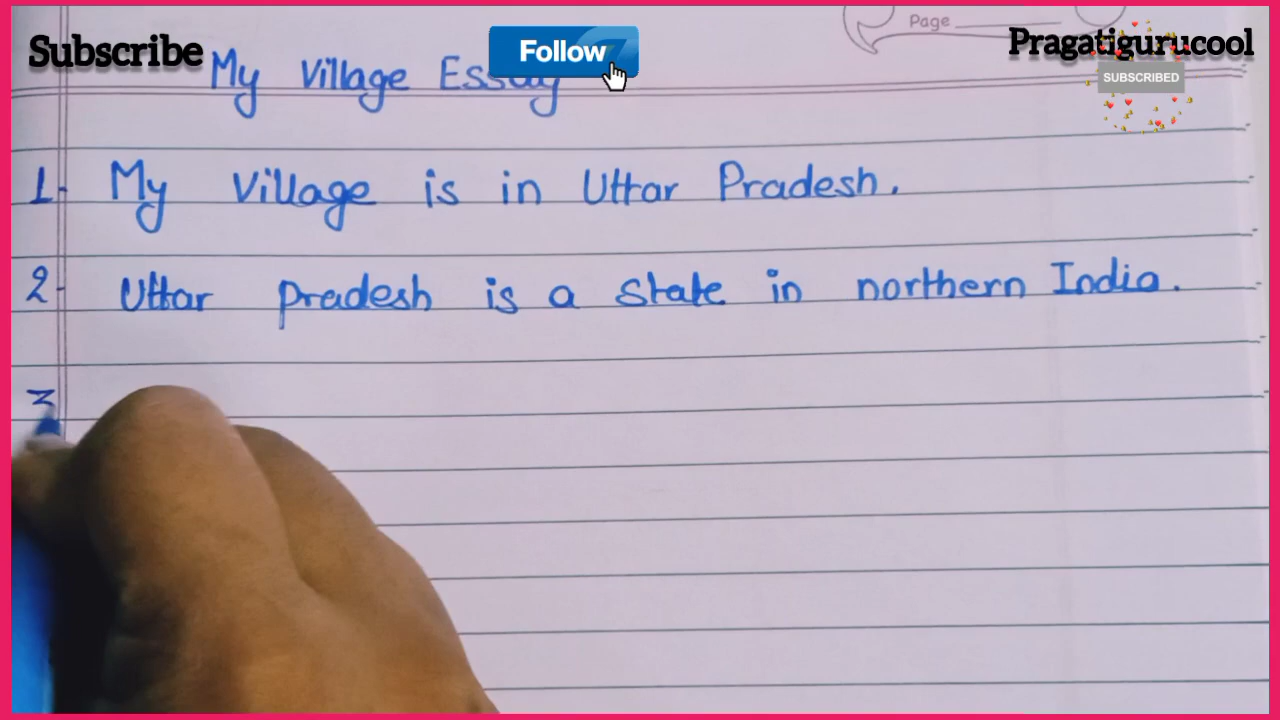 Page
Subscribe
Follow
Pragatigurucool
SUBSCRIBED
My Village Essay
1- My Village is in Uttar Pradesh.
2- Uttar pradesh is a state in northern India.
3